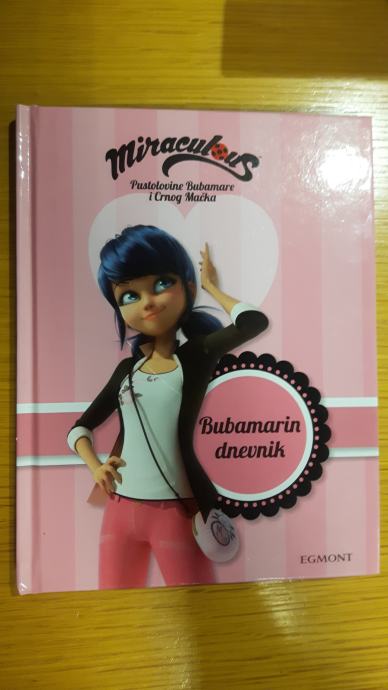 Miraculous
Pustolovine Bubamare
i Crnog Mačka
Bubamarin
dnevnik
EGMONT